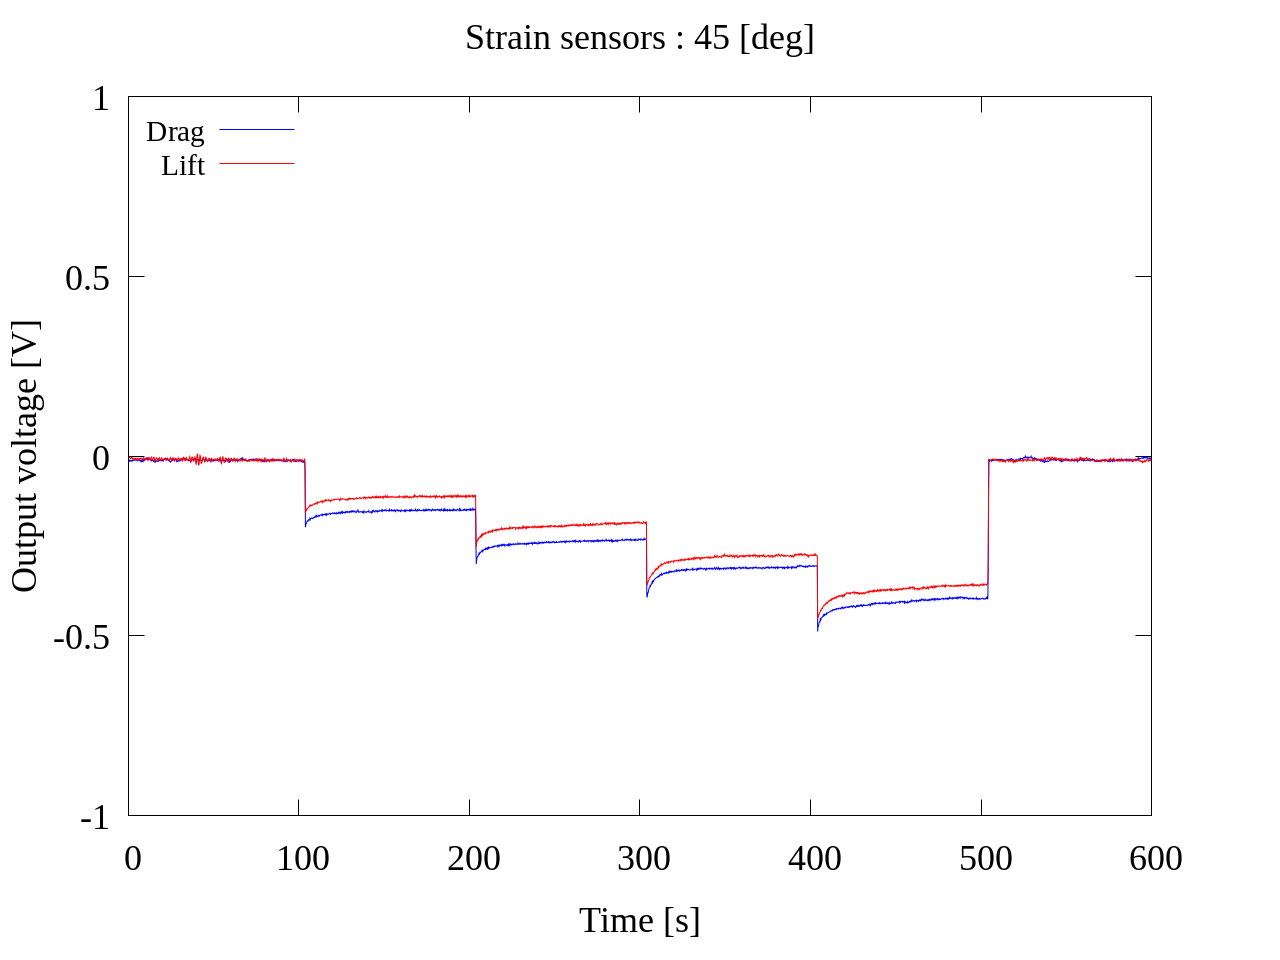 Strain sensors : 45 [deg]
1
0.5
0
-0.5
-1
Drag
Lift
Output voltage [V]
0 100 200 300 400 500 600
Time [s]